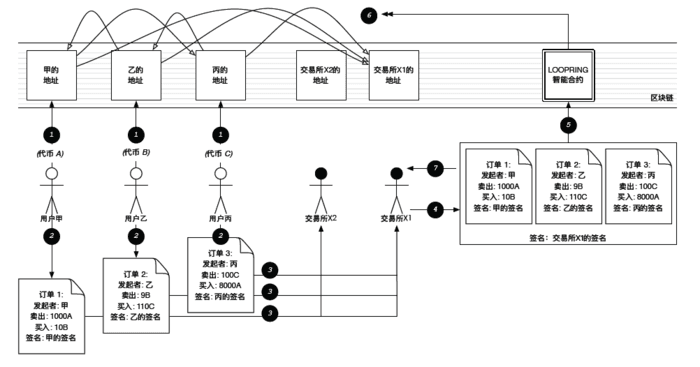 6
甲的
地址
乙的
地址
丙的
地址
交易所X2的
地址
交易所X1的
地址
LOOPRING
智能合约
区块链
1
1
1
5
(代币 A)
(代币 B)
(代币 C)
用户甲
用户乙
用户丙
交易所X2
交易所X1
7
4
订单 1:
发起者: 甲
卖出: 1000A
买入: 10B
签名: 甲的签名
订单 2:
发起者: 乙
卖出: 9B
买入: 110C
签名: 乙的签名
订单 3:
发起者: 丙
卖出: 100C
买入: 8000A
签名: 丙的签名
签名: 交易所X1的签名
2
2
2
订单 3:
发起者: 丙
卖出: 100C
买入: 8000A
签名: 丙的签名
3
3
3
订单 2:
发起者: 乙
卖出: 9B
买入: 110C
签名: 乙的签名
订单 1:
发起者: 甲
卖出: 1000A
买入: 10B
签名: 甲的签名